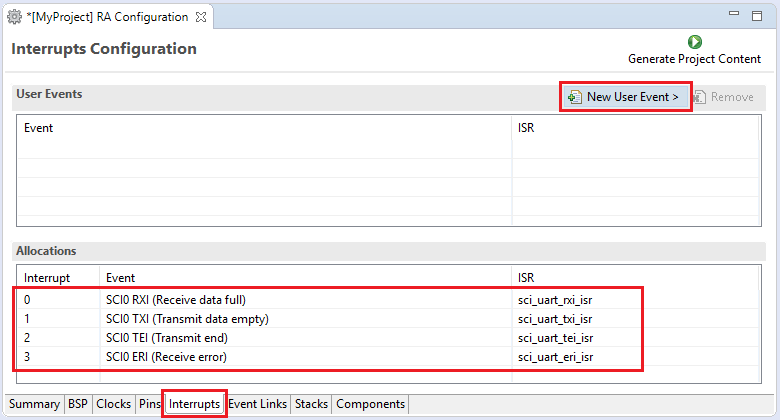 *[MyProject] RA Configuration
Interrupts Configuration
Generate Project Content
User Events
New User Event >
Remove
Event ISR
Allocations
Interrupt Event ISR
0 SCI0 RXI (Receive data full) sci_uart_rxi_isr
1 SCI0 TXI (Transmit data empty) sci_uart_txi_isr
2 SCI0 TEI (Transmit end) sci_uart_tei_isr
3 SCI0 ERI (Receive error) sci_uart_eri_isr
Summary BSP Clocks Pins Interrupts Event Links Stacks Components